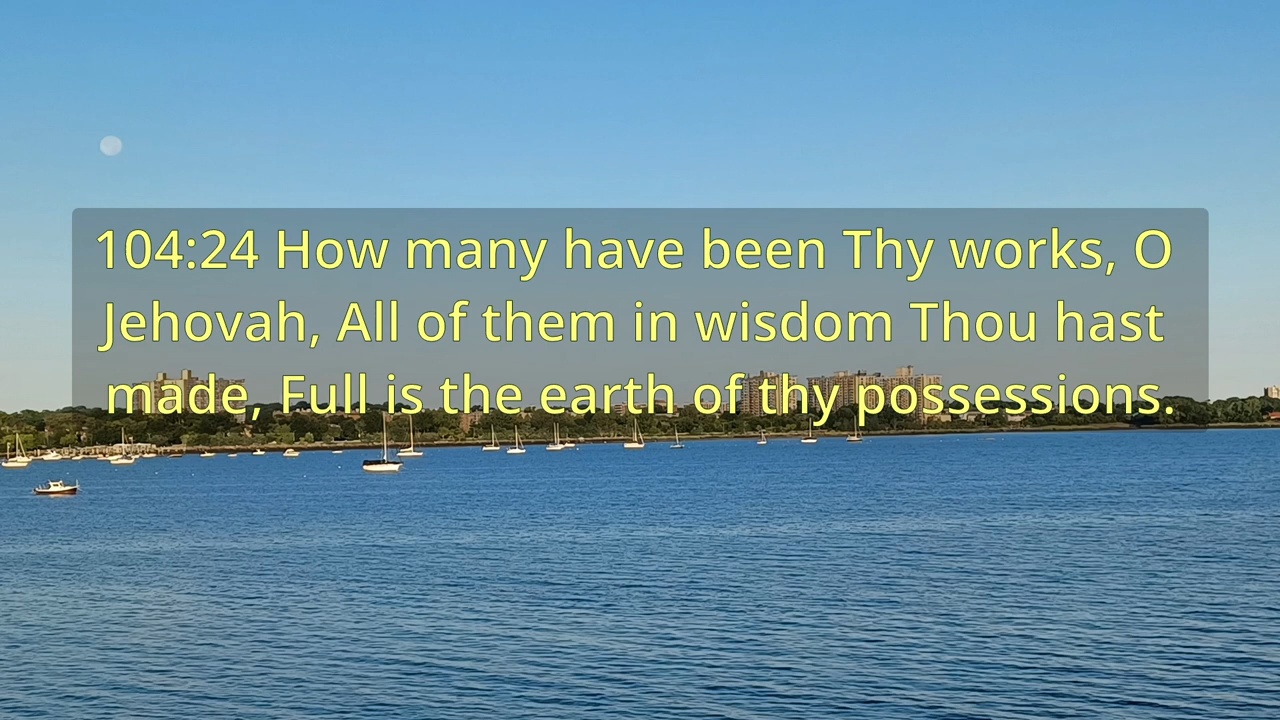 104:24 How many have been Thy works, O
Jehovah, All of them in wisdom Thou hast
made, Full is the earth of thy possessions.